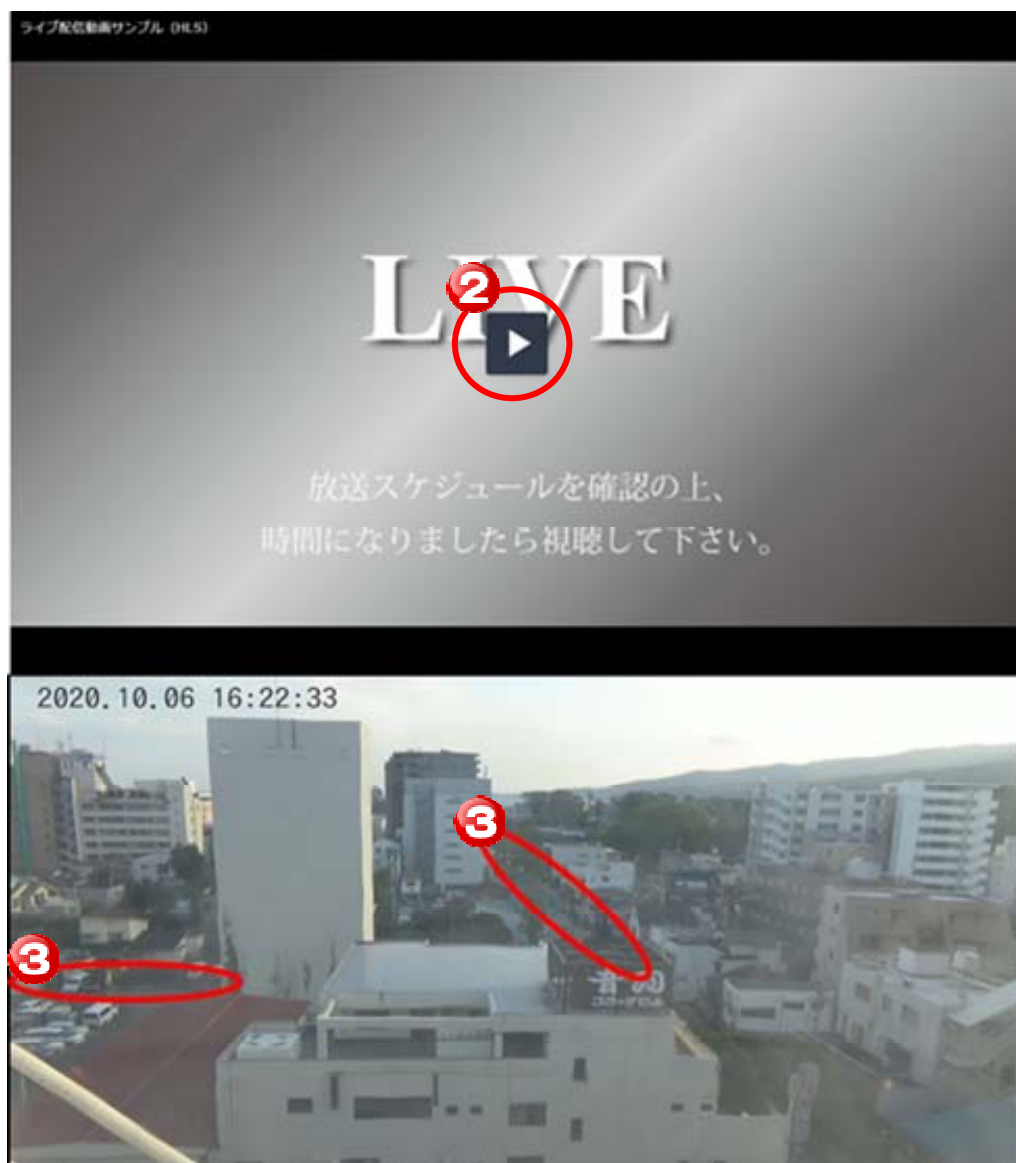 ライブ配信動画サンプル（HLS）
LIVE
2
放送スケジュールを確認の上、
時間になりましたら視聴して下さい。
2020.10.06 16:22:33
3
3